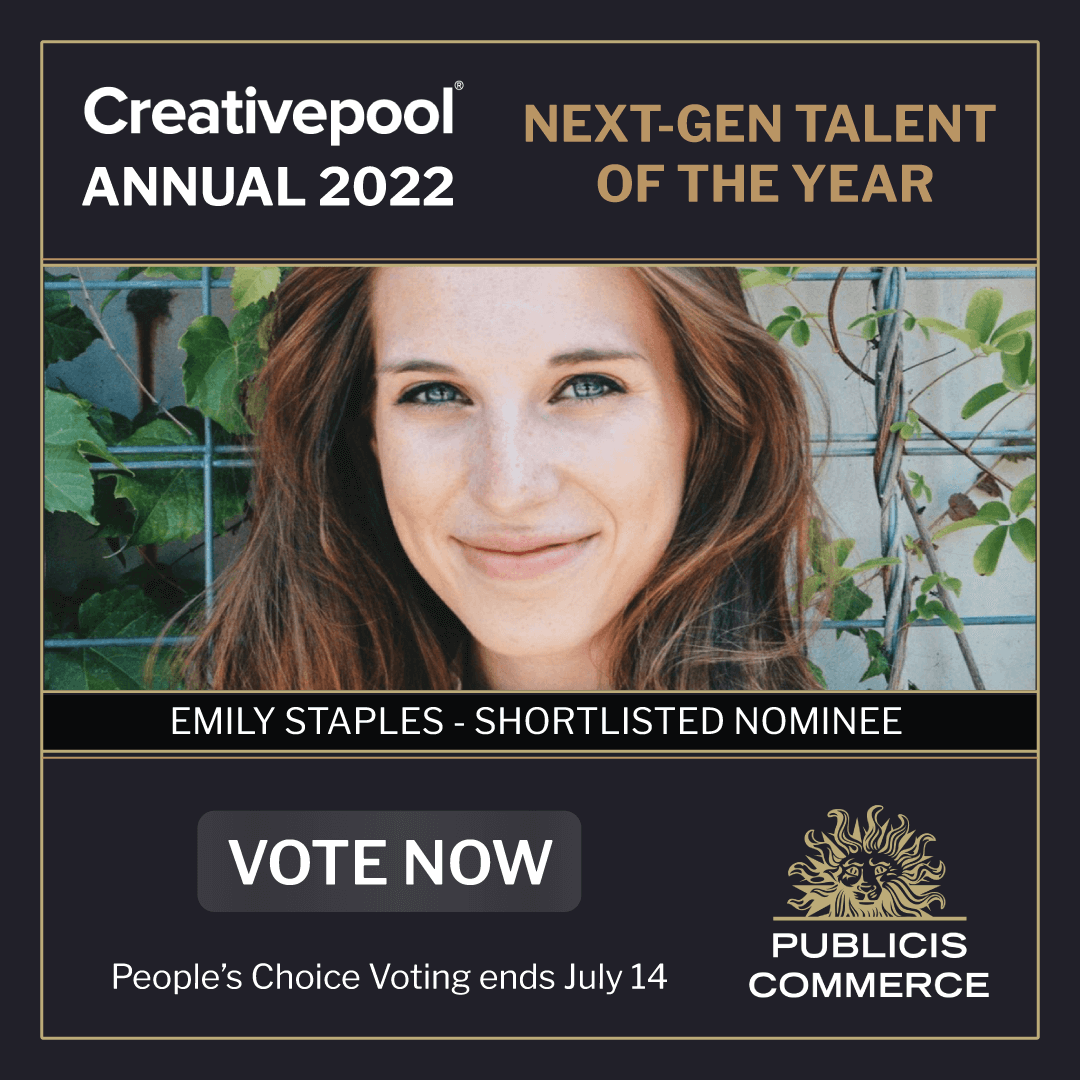 Creativepool®
ANNUAL 2022
NEXT-GEN TALENT
OF THE YEAR
EMILY STAPLES - SHORTLISTED NOMINEE
VOTE NOW
People’s Choice Voting ends July 14
PUBLICIS
COMMERCE